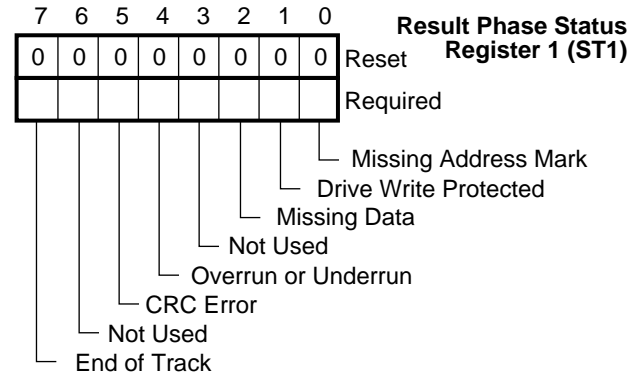 7 6 5 4 3 2 1 0
Result Phase Status
Register 1 (ST1)
0 0 0 0 0 0 0 0 Reset
Required
Missing Address Mark
Drive Write Protected
Missing Data
Not Used
Overrun or Underrun
CRC Error
Not Used
End of Track